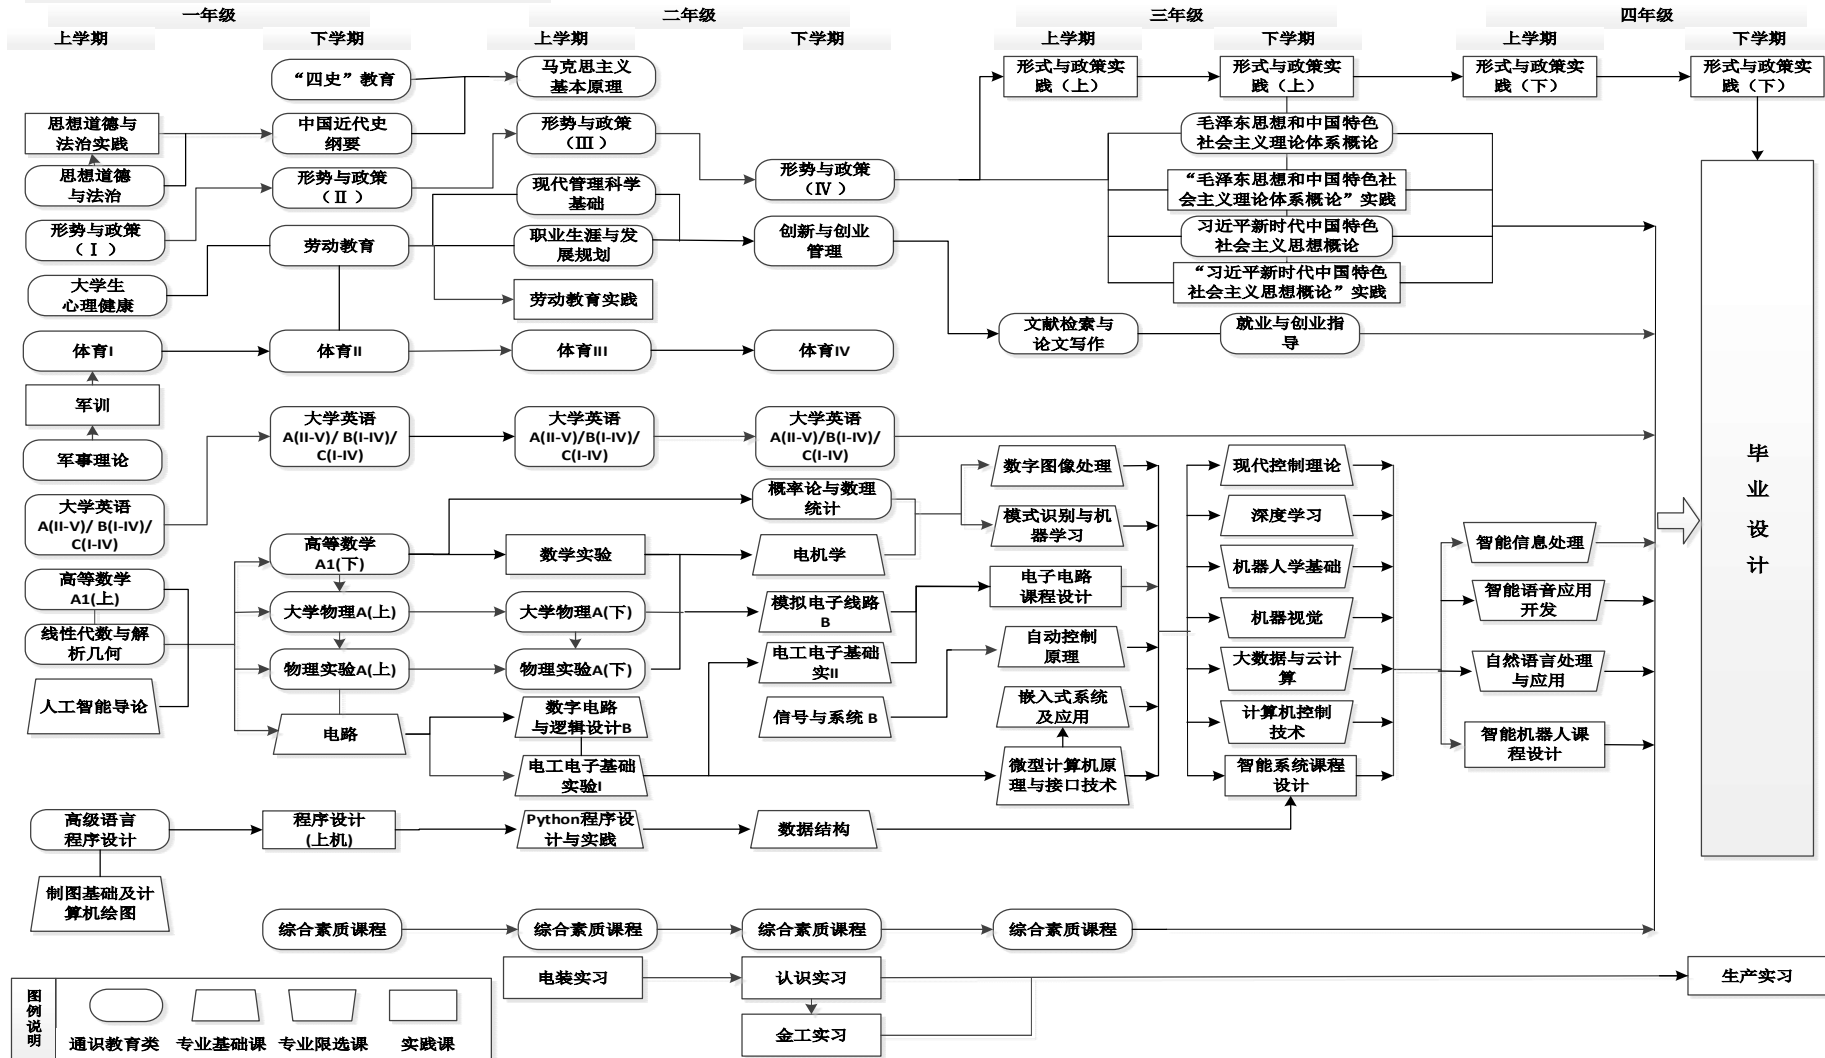 一年级
二年级
三年级
四年级
上学期
下学期
上学期
下学期
上学期
下学期
上学期
下学期
“四史”教育
马克思主义
基本原理
形式与政策实
践（上）
形式与政策实
践（上）
形式与政策实
践（下）
形式与政策实
践（下）
思想道德与
法治实践
中国近代史
纲要
形势与政策
（III ）
毛泽东思想和中国特色
社会主义理论体系概论
思想道德
与法治
形势与政策
（II ）
现代管理科学
基础
形势与政策
（IV ）
“毛泽东思想和中国特色社
会主义理论体系概论”实践
形势与政策
（I ）
劳动教育
职业生涯与发
展规划
创新与创业
管理
习近平新时代中国特色
社会主义思想概论
大学生
心理健康
劳动教育实践
“习近平新时代中国特色
社会主义思想概论”实践
体育I
体育II
体育III
体育IV
文献检索与
论文写作
就业与创业指
导
军训
军事理论
大学英语
A(II-V)/ B(I-IV)/
C(I-IV)
大学英语
A(II-V)/B(I-IV)/
C(I-IV)
大学英语
A(II-V)/B(I-IV)/
C(I-IV)
大学英语
A(II-V)/ B(I-IV)/
C(I-IV)
概率论与数理
统计
数字图像处理
现代控制理论
模式识别与机
器学习
深度学习
高等数学
A1(下)
数学实验
电机学
智能信息处理
高等数学
A1(上)
大学物理A(上)
大学物理A(下)
模拟电子线路
B
电子电路
课程设计
机器人学基础
智能语音应用
开发
线性代数与解
析几何
物理实验A(上)
物理实验A(下)
电工电子基础
实II
自动控制
原理
机器视觉
大数据与云计
算
自然语言处理
与应用
人工智能导论
电路
数字电路
与逻辑设计B
信号与系统 B
嵌入式系统
及应用
计算机控制
技术
智能机器人课
程设计
电工电子基础
实验I
微型计算机原
理与接口技术
智能系统课程
设计
高级语言
程序设计
程序设计
(上机)
Python程序设
计与实践
数据结构
制图基础及计
算机绘图
综合素质课程
综合素质课程
综合素质课程
综合素质课程
电装实习
认识实习
生产实习
金工实习
毕
业
设
计
图
例
说
明
通识教育类
专业基础课
专业限选课
实践课